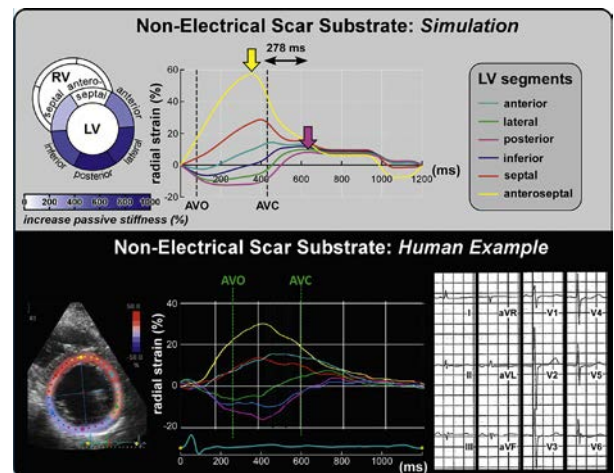 Non-Electrical Scar Substrate: Simulation
278 ms
RV
septal
antero-
septal
anterior
LV
inferior
posterior
lateral
0 200 400 600 800 1000
increase passive stiffness (%)
radial strain (%)
60
40
20
0
-20
0 200 400 600 800 1000 1200
(ms)
AVO
AVC
LV segments
anterior
lateral
posterior
inferior
septal
anteroseptal
Non-Electrical Scar Substrate: Human Example
AVO
AVC
radial strain (%)
40
20
0
-20
0 200 400 600 800 1000
(ms)
I
aVR
V1
V4
II
aVL
V2
V5
III
aVF
V3
V6